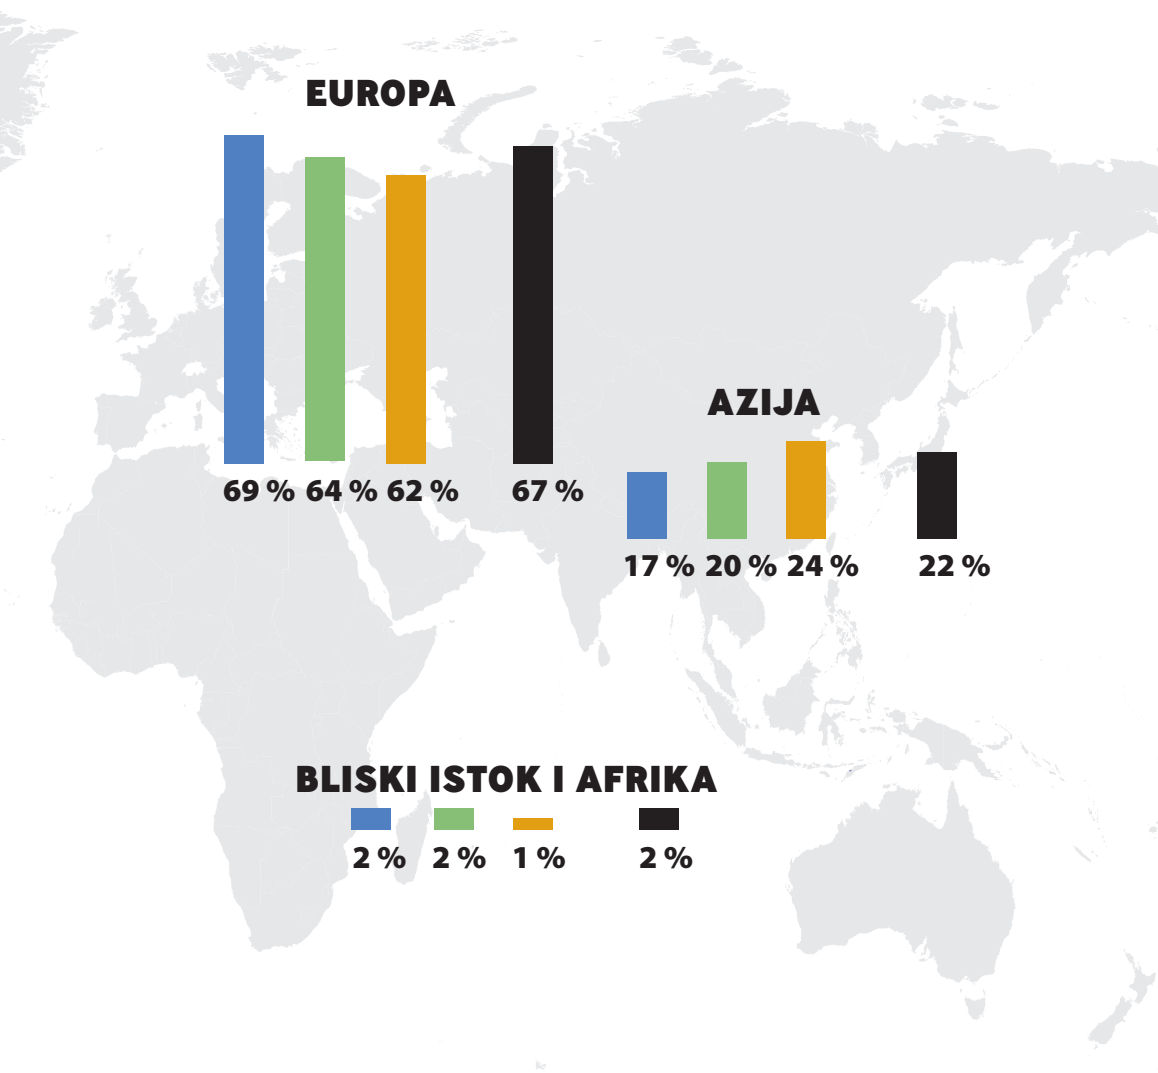 EUROPA
69 % 64 % 62 % 67 %
AZIJA
17 % 20 % 24 % 22 %
BLISKI ISTOK I AFRIKA
2 % 2 % 1 % 2 %